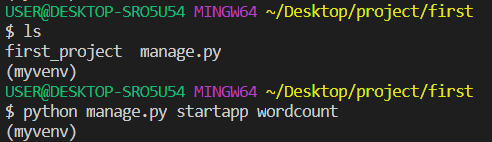 USER@DESKTOP-SRO5U54 MINGW64 ~/Desktop/project/first
$ ls
first_project  manage.py
(myvenv)
USER@DESKTOP-SRO5U54 MINGW64 ~/Desktop/project/first
$ python manage.py startapp wordcount
(myvenv)